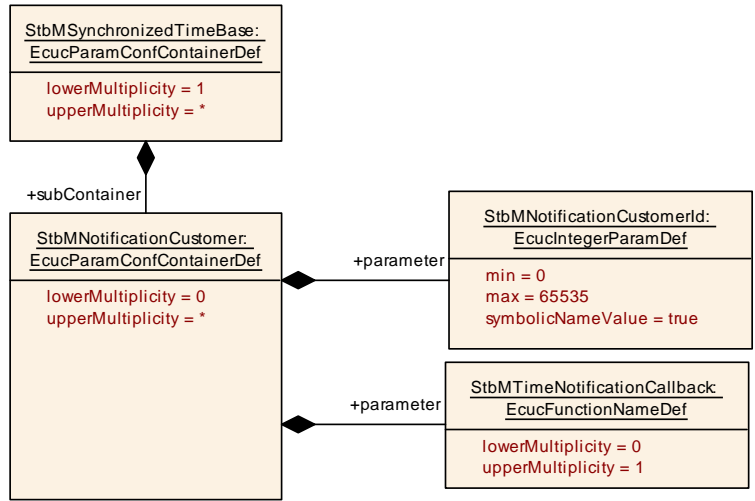 StbMSynchronizedTimeBase:
EcucParamConfContainerDef
lowerMultiplicity = 1
upperMultiplicity = *
+subContainer
StbMNotificationCustomer:
EcucParamConfContainerDef
lowerMultiplicity = 0
upperMultiplicity = *
+parameter
StbMNotificationCustomerId:
EcucIntegerParamDef
min = 0
max = 65535
symbolicNameValue = true
+parameter
StbMTimeNotificationCallback:
EcucFunctionNameDef
lowerMultiplicity = 0
upperMultiplicity = 1